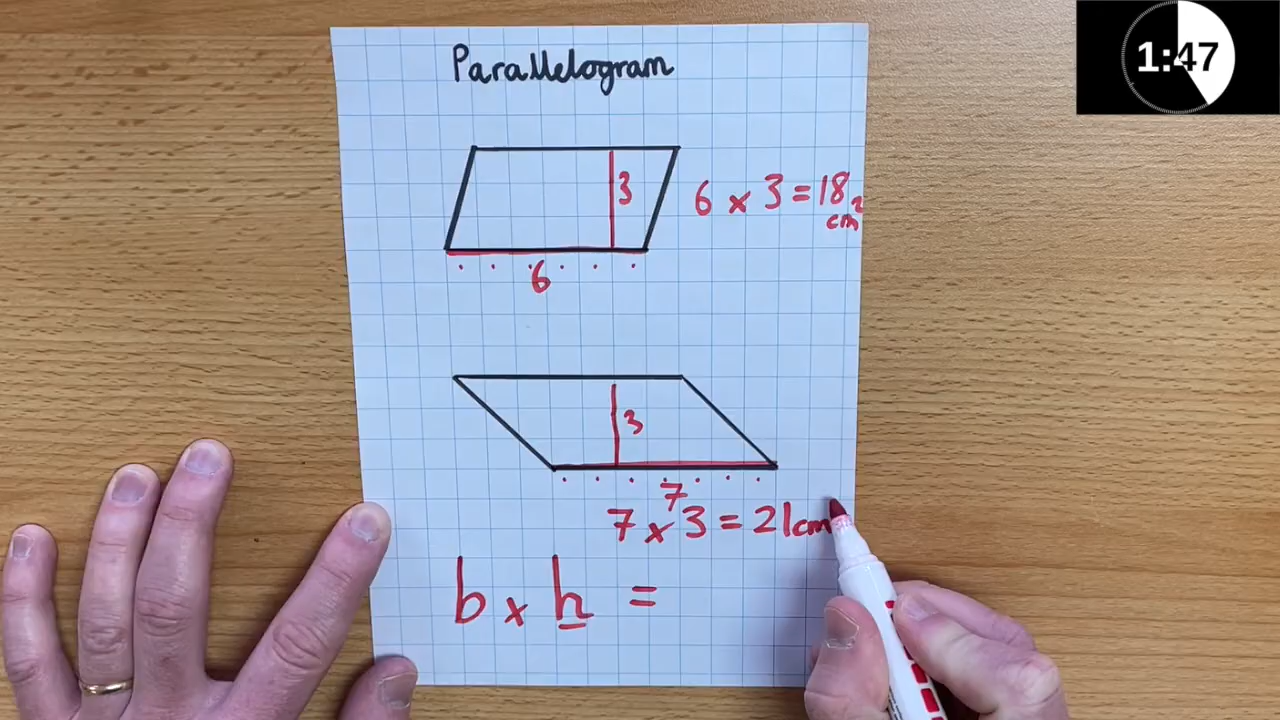 1:47
Parallelogram
3
6 × 3 = 18
cm²
6
3
7
7 × 3 = 21cm
b × h =